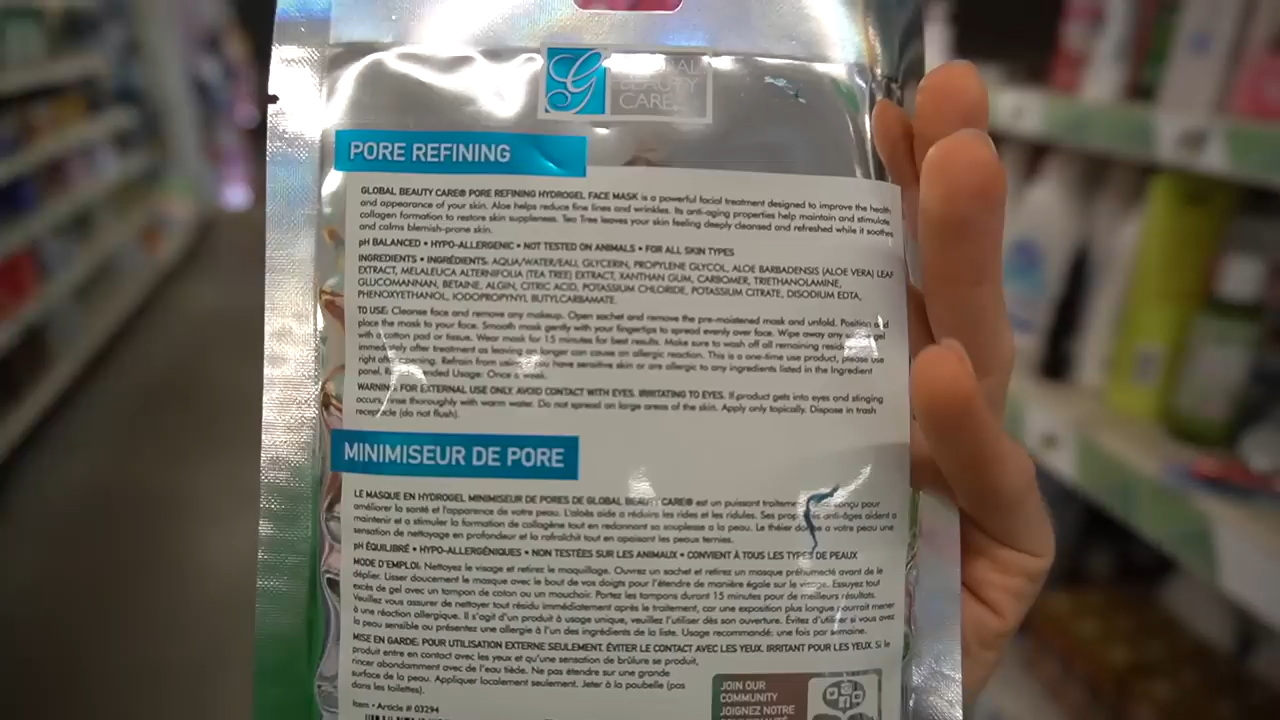 G
GLOBAL
BEAUTY
CARE
PORE REFINING
GLOBAL BEAUTY CARE® PORE REFINING HYDROGEL FACE MASK is a powerful facial treatment designed to improve the health
and appearance of your skin. Aloe helps reduce fine lines and wrinkles. Its anti-aging properties help maintain and stimulate
collagen formation to restore skin suppleness. Tea Tree leaves your skin feeling deeply cleansed and refreshed while it soothes
and calms blemish-prone skin.
pH BALANCED • HYPO-ALLERGENIC • NOT TESTED ON ANIMALS • FOR ALL SKIN TYPES
INGREDIENTS • INGRÉDIENTS: AQUA/WATER/EAU, GLYCERIN, PROPYLENE GLYCOL, ALOE BARBADENSIS (ALOE VERA) LEAF
EXTRACT, MELALEUCA ALTERNIFOLIA (TEA TREE) EXTRACT, XANTHAN GUM, CARBOMER, TRIETHANOLAMINE,
GLUCOMANNAN, BETAINE, ALGIN, CITRIC ACID, POTASSIUM CHLORIDE, POTASSIUM CITRATE, DISODIUM EDTA,
PHENOXYETHANOL, IODOPROPYNYL BUTYLCARBAMATE.
TO USE: Cleanse face and remove any makeup. Open sachet and remove the pre-moistened mask and unfold. Position and
place the mask to your face. Smooth mask gently with your fingertips to spread evenly over face. Wipe away any gel
with a cotton pad or tissue. Wear mask for 15 minutes for best results. Make sure to wash off all remaining
immediately after treatment as leaving on longer can cause an allergic reaction. This is a one-time use product, please use
right after opening. Refrain from using you have sensitive skin or are allergic to any ingredients listed in the Ingredient
panel. Usage: Once a week.
WARNING: FOR EXTERNAL USE ONLY. AVOID CONTACT WITH EYES. IRRITATING TO EYES. If product gets into eyes and stinging
occurs, rinse thoroughly with warm water. Do not spread on large areas of the skin. Apply only topically. Dispose in trash
receptacle (do not flush).
MINIMISEUR DE PORE
LE MASQUE EN HYDROGEL MINIMISEUR DE PORES DE GLOBAL BEAUTY CARE® est un puissant conçu pour
améliorer la santé et l'apparence de votre peau. L'aloès aide a réduire les rides et les ridules. Ses anti-âges aident a
maintenir et a stimuler la formation de collagène tout en redonnant sa souplesse a la peau. Le théier a votre peau une
sensation de nettoyage en profondeur et la rafraîchit tout en apaisant les peaux ternies.
pH ÉQUILIBRÉ • HYPO-ALLERGÉNIQUES • NON TESTÉES SUR LES ANIMAUX • CONVIENT À TOUS LES TYPES DE PEAUX
MODE D'EMPLOI: Nettoyez le visage et retirez le maquillage. Ouvrez un sachet et retirez un masque préhumecté avant de le
déplier. Lisser doucement le masque avec le bout de vos doigts pour l'étendre de manière égale sur le visage. Essuyez tout
excès de gel avec un tampon de coton ou un mouchoir. Portez les tampons durant 15 minutes pour de meilleurs résultats.
Veuillez vous assurer de nettoyer tout résidu immédiatement après le traitement, car une exposition plus longue pourrait mener
à une réaction allergique. Il s'agit d'un produit à usage unique, veuillez l'utiliser dès son ouverture. Évitez d'utiliser si vous avez
la peau sensible ou présentez une allergie à l'un des ingrédients de la liste. Usage recommandé: une fois par semaine.
MISE EN GARDE: POUR UTILISATION EXTERNE SEULEMENT. ÉVITER LE CONTACT AVEC LES YEUX. IRRITANT POUR LES YEUX. Si le
produit entre en contact avec les yeux et qu'une sensation de brûlure se produit,
rincer abondamment avec de l'eau tiède. Ne pas étendre sur une grande
surface de la peau. Appliquer localement seulement. Jeter à la poubelle (pas
dans les toilettes).
Item • Article # 03294
JOIN OUR
COMMUNITY
JOIGNEZ NOTRE